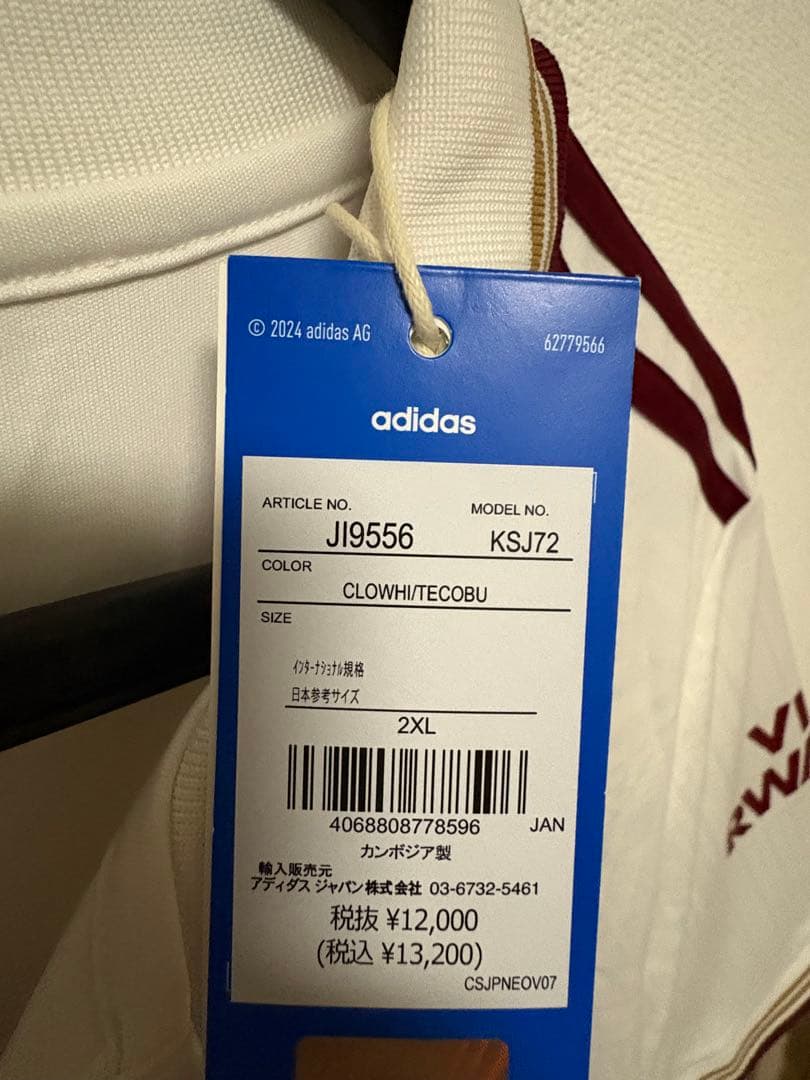 © 2024 adidas AG 62779566
adidas
ARTICLE NO. MODEL NO.
JI9556 KSJ72
COLOR
CLOWHI/TECOBU
SIZE
ｲﾝﾀｰﾅｼｮﾅﾙ規格
日本参考サイズ
2XL
4068808778596 JAN
カンボジア製
輸入販売元
アディダス ジャパン株式会社 03-6732-5461
税抜 ¥12,000
(税込 ¥13,200)
CSJPNEOV07
VI
RWA